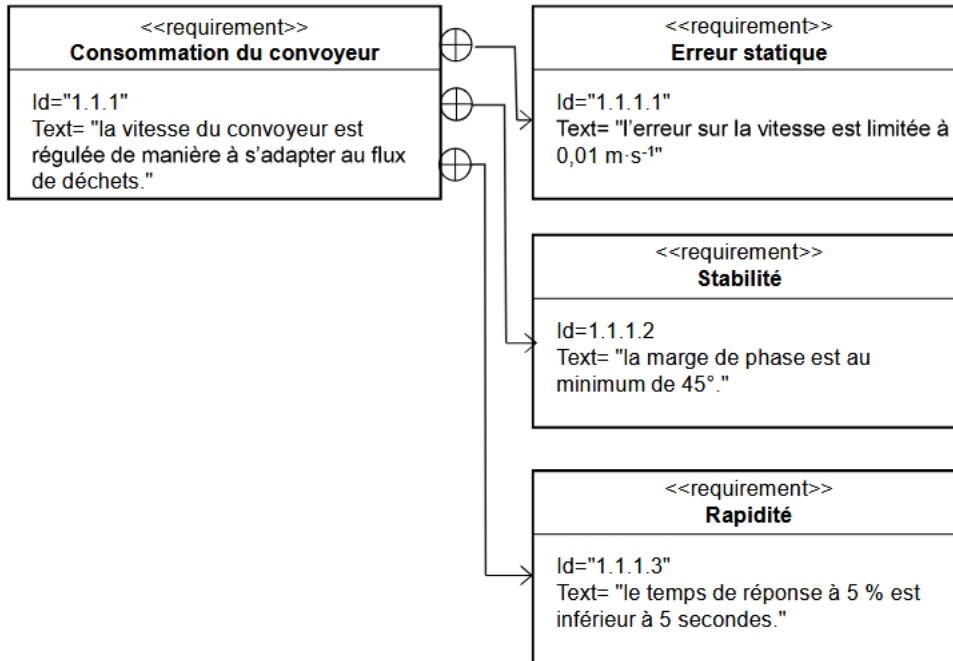 <<requirement>>
Consommation du convoyeur
Id="1.1.1"
Text= "la vitesse du convoyeur est
régulée de manière à s'adapter au flux
de déchets."
<<requirement>>
Erreur statique
Id="1.1.1.1"
Text= "l'erreur sur la vitesse est limitée à
0,01 m·s⁻¹"
<<requirement>>
Stabilité
Id=1.1.1.2
Text= "la marge de phase est au
minimum de 45°."
<<requirement>>
Rapidité
Id="1.1.1.3"
Text= "le temps de réponse à 5 % est
inférieur à 5 secondes."